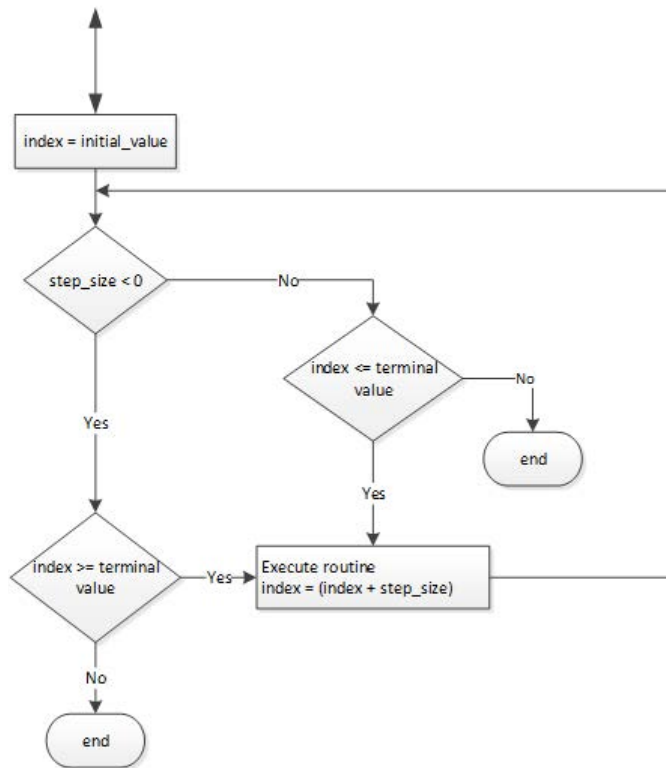 index = initial_value
step_size < 0
No
index <= terminal
value
No
end
Yes
Yes
index >= terminal
value
Yes
Execute routine
index = (index + step_size)
No
end